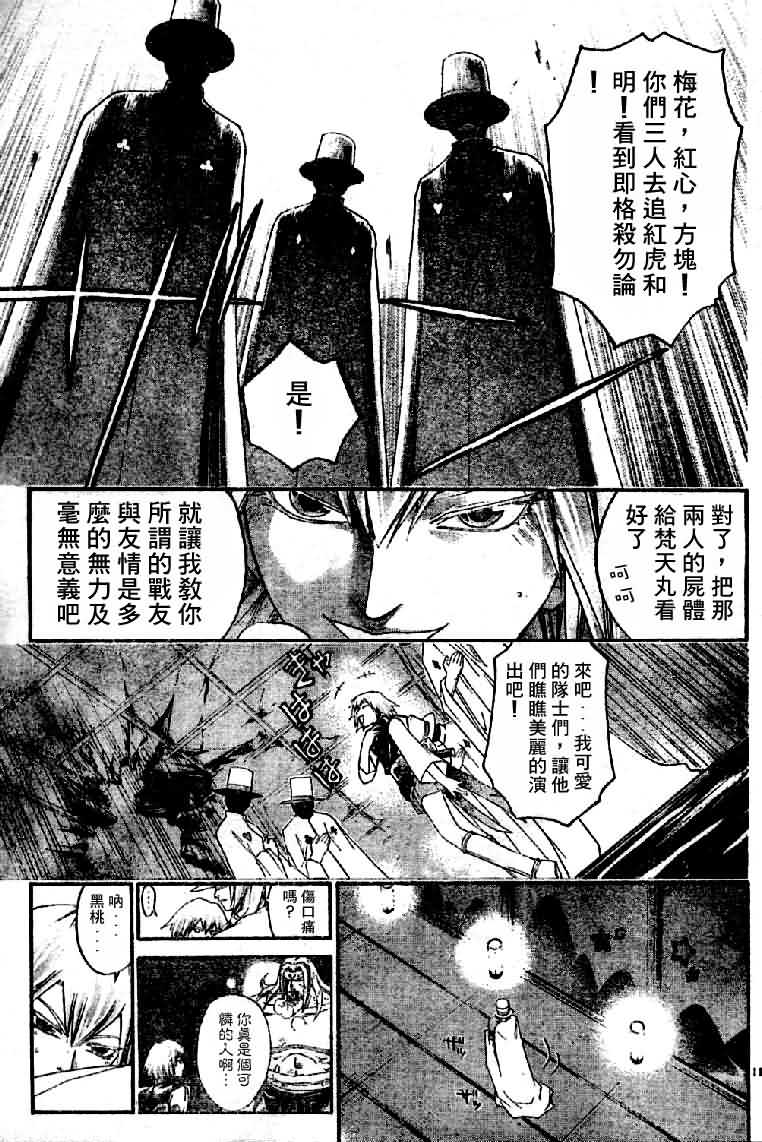 梅花，紅心，方塊！
你們三人去追紅虎和
明！看到即格殺勿論
！
是！
對了，把那
兩人的屍體
給梵天丸看
好了
呵呵
就讓我教你
所謂的戰友
與友情是多
麼的無力及
毫無意義吧
來吧...我可愛
的隊士們，讓他
們瞧瞧美麗的演
出吧！
傷口痛
嗎？
...
你真是個可
憐的人啊...
吶...
黑桃...